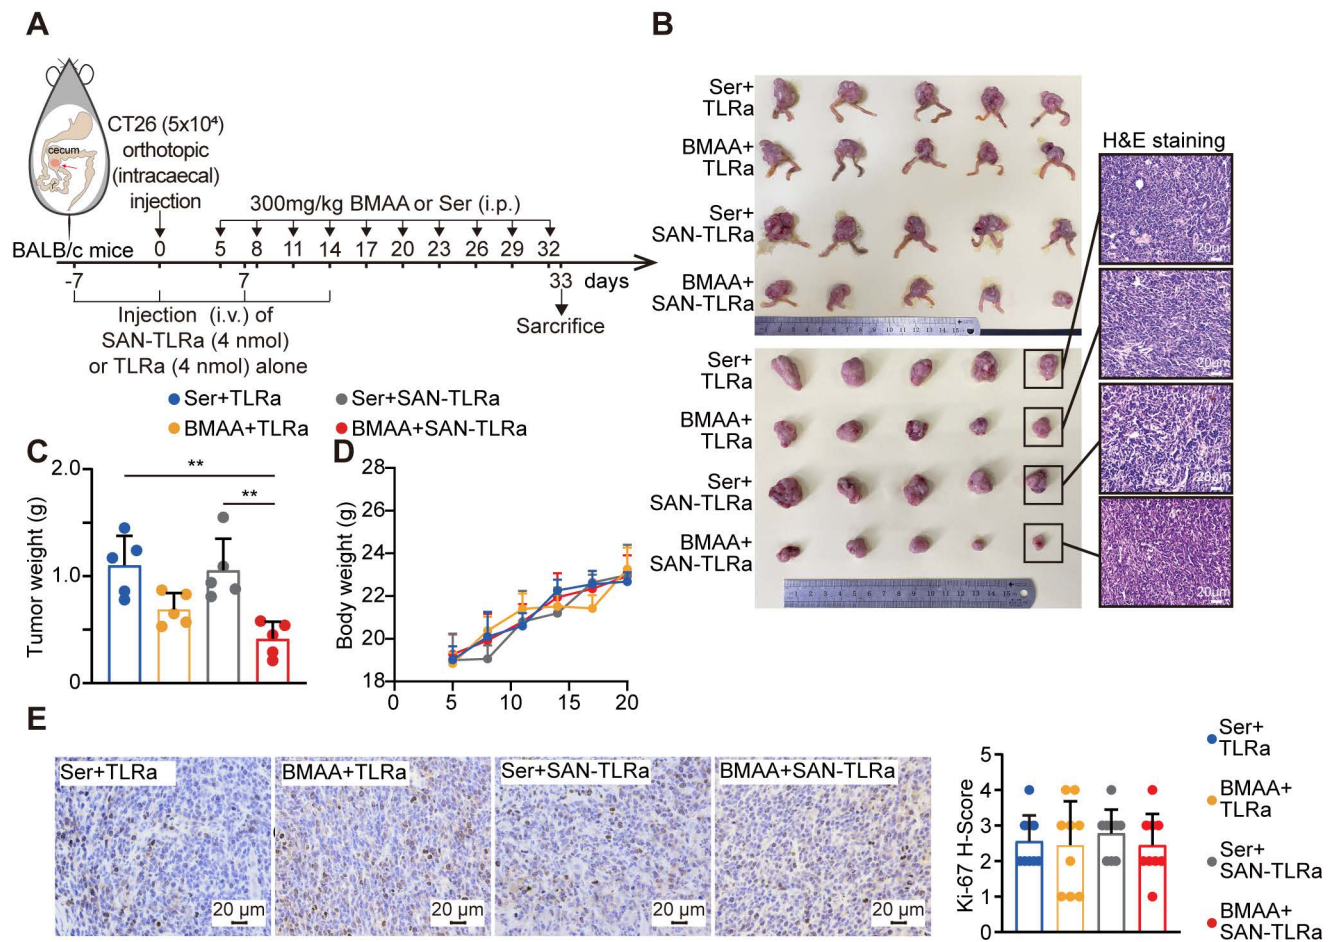 A
CT26 (5x10⁴)
orthotopic
(intracaecal)
injection
cecum
300mg/kg BMAA or Ser (i.p.)
BALB/c mice
0 5 8 11 14 17 20 23 26 29 32
-7 7 33 days
Injection (i.v.) of
SAN-TLRa (4 nmol)
or TLRa (4 nmol) alone
Sarcrifice
B
Ser+
TLRa
BMAA+
TLRa
Ser+
SAN-TLRa
BMAA+
SAN-TLRa
Ser+
TLRa
BMAA+
TLRa
Ser+
SAN-TLRa
BMAA+
SAN-TLRa
H&E staining
20μm
20μm
20μm
20μm
Ser+TLRa
Ser+SAN-TLRa
BMAA+TLRa
BMAA+SAN-TLRa
C
Tumor weight (g)
2.0
1.0
0
**
**
D
Body weight (g)
28
26
24
22
20
18
0 5 10 15 20
E
Ser+TLRa
20 μm
BMAA+TLRa
20 μm
Ser+SAN-TLRa
20 μm
BMAA+SAN-TLRa
20 μm
Ki-67 H-Score
5
4
3
2
1
0
Ser+
TLRa
BMAA+
TLRa
Ser+
SAN-TLRa
BMAA+
SAN-TLRa